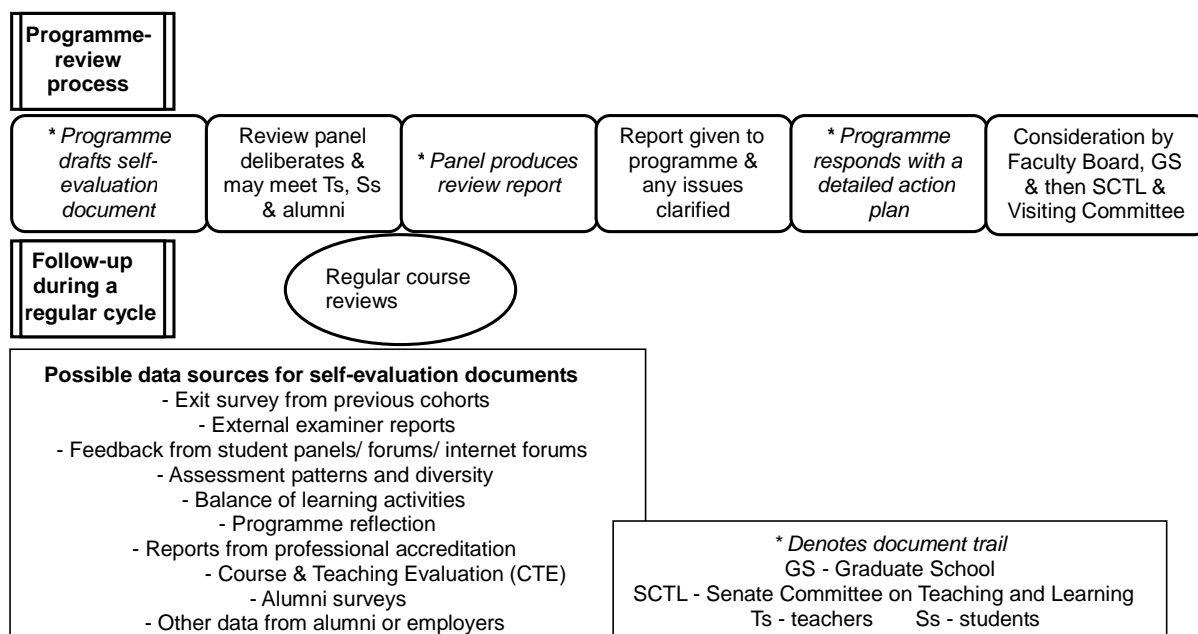 Programme-
review
process
* Programme
drafts self-
evaluation
document
Review panel
deliberates &
may meet Ts, Ss
& alumni
* Panel produces
review report
Report given to
programme &
any issues
clarified
* Programme
responds with a
detailed action
plan
Consideration by
Faculty Board, GS
& then SCTL &
Visiting Committee
Follow-up
during a
regular cycle
Regular course
reviews
Possible data sources for self-evaluation documents
- Exit survey from previous cohorts
- External examiner reports
- Feedback from student panels/ forums/ internet forums
- Assessment patterns and diversity
- Balance of learning activities
- Programme reflection
- Reports from professional accreditation
- Course & Teaching Evaluation (CTE)
- Alumni surveys
- Other data from alumni or employers
* Denotes document trail
GS - Graduate School
SCTL - Senate Committee on Teaching and Learning
Ts - teachers Ss - students